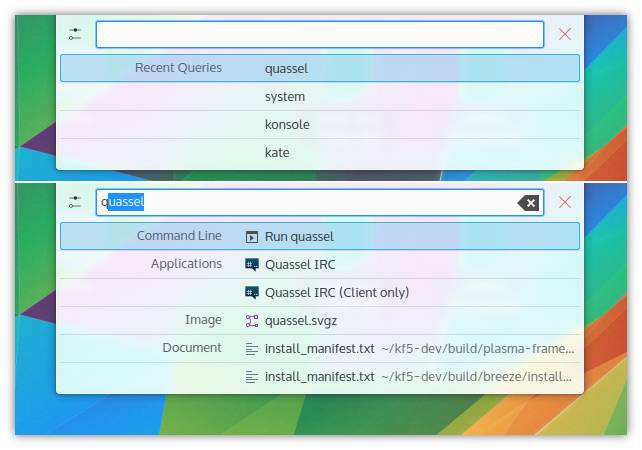 Recent Queries quassel
system
konsole
kate
quassel
Command Line Run quassel
Applications Quassel IRC
Quassel IRC (Client only)
Image quassel.svgz
Document install_manifest.txt ~/kf5-dev/build/plasma-frame...
install_manifest.txt ~/kf5-dev/build/breeze/install...